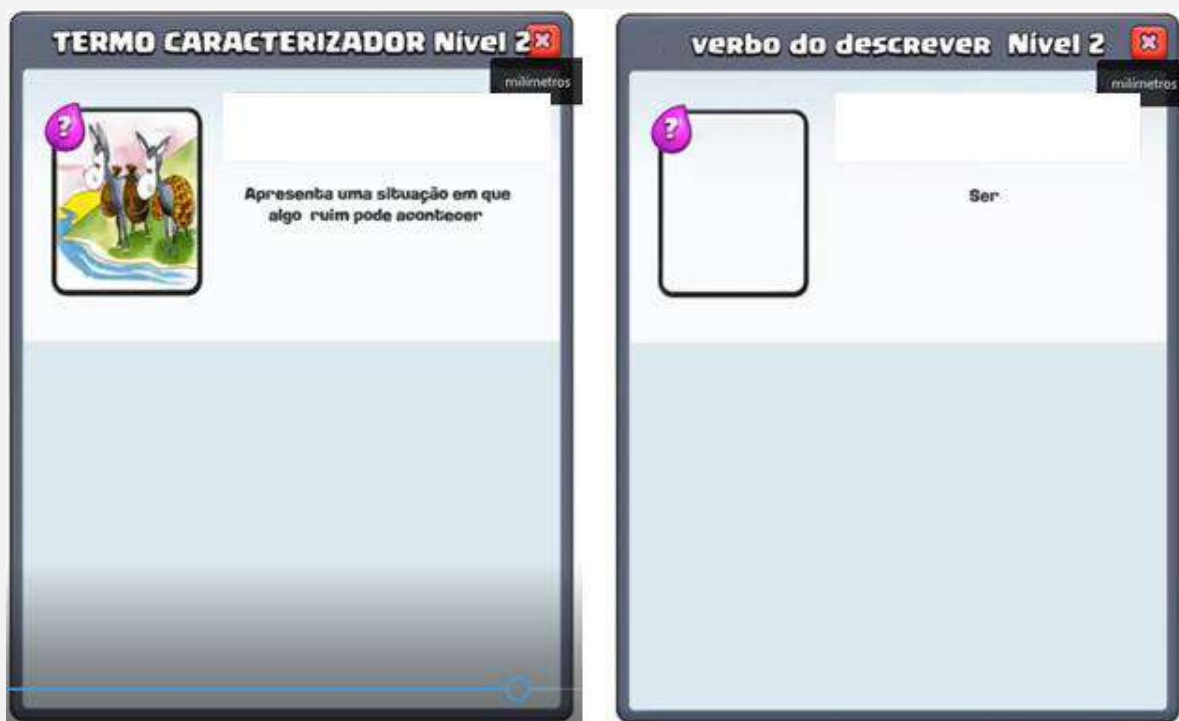 TERMO CARACTERIZADOR Nível 2
milímetros
?
Apresenta uma situação em que
algo ruim pode acontecer
verbo do descrever Nível 2
milímetros
?
Ser